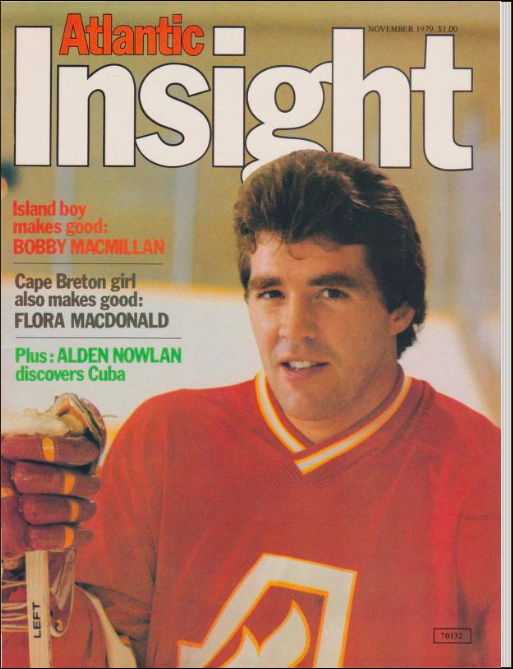 Atlantic
Insight
NOVEMBER 1979, $1.00
Island boy
makes good:
BOBBY MACMILLAN
Cape Breton girl
also makes good:
FLORA MACDONALD
Plus: ALDEN NOWLAN
discovers Cuba
LEFT
A
70132